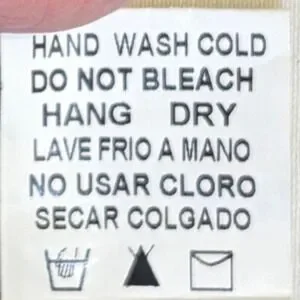 HAND WASH COLD
DO NOT BLEACH
HANG DRY
LAVE FRIO A MANO
NO USAR CLORO
SECAR COLGADO